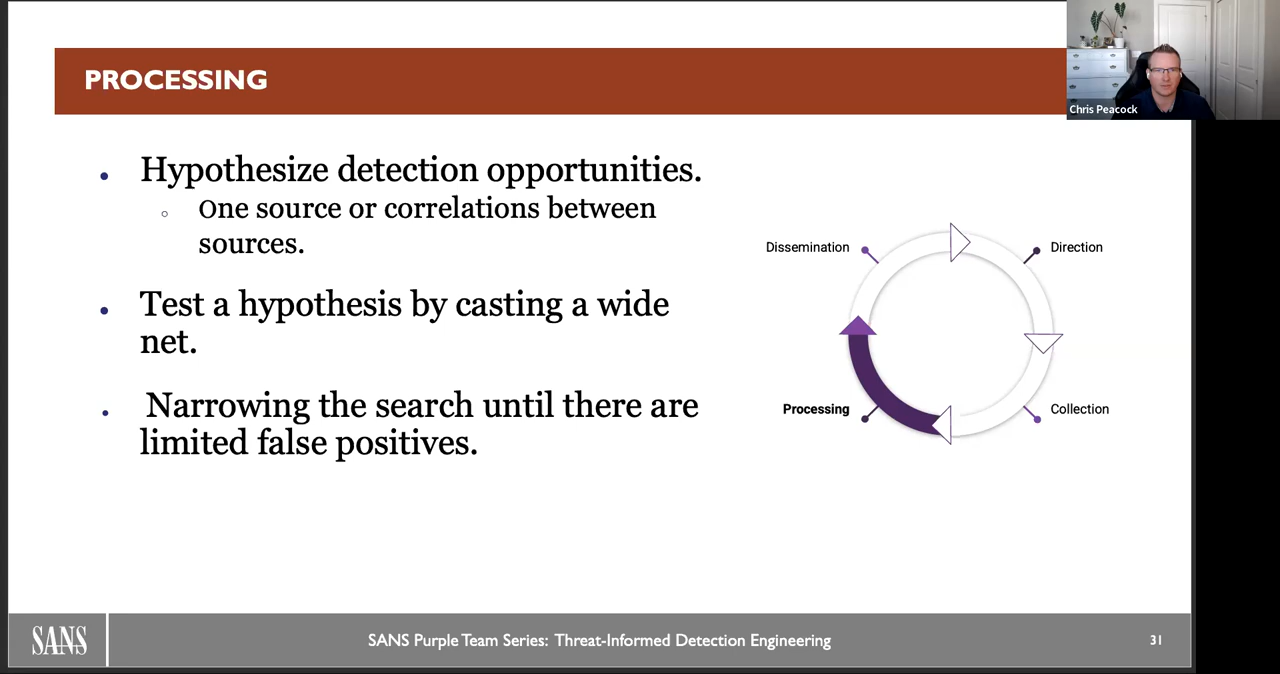 PROCESSING
Chris Peacock
Hypothesize detection opportunities.
One source or correlations between
sources.
Test a hypothesis by casting a wide
net.
Narrowing the search until there are
limited false positives.
Dissemination
Direction
Processing
Collection
SANS
SANS Purple Team Series: Threat-Informed Detection Engineering
31